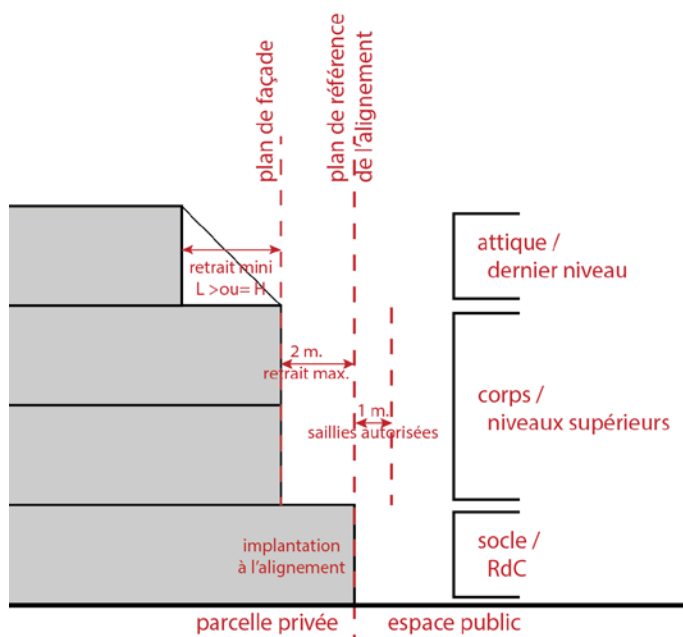 plan de façade
plan de référence
de l'alignement
attique /
dernier niveau
retrait mini
L >ou= H
2 m.
retrait max.
1 m.
saillies autorisées
corps /
niveaux supérieurs
implantation
à l'alignement
socle /
RdC
parcelle privée
espace public